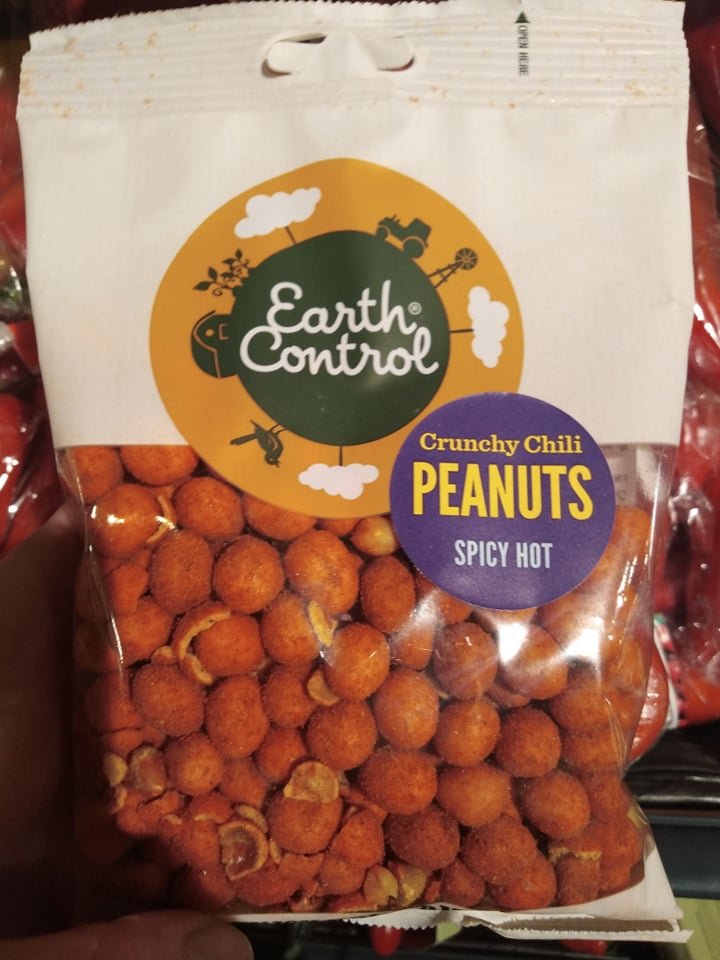 OPEN HERE
Earth®
Control
Crunchy Chili
PEANUTS
SPICY HOT